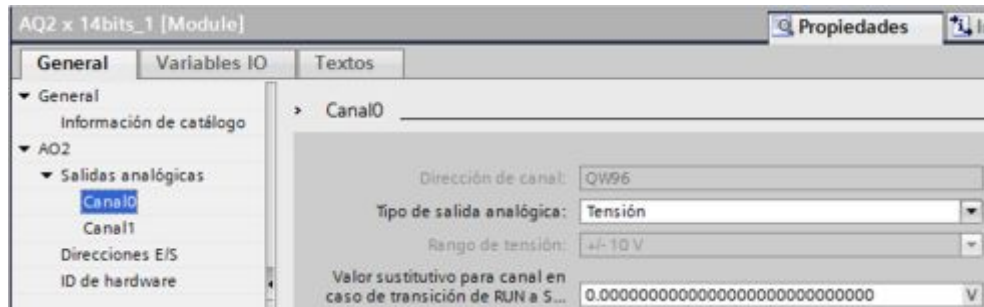 AQ2 x 14bits_1 [Module]
Propiedades
General Variables IO Textos
General
Información de catálogo
AO2
Salidas analógicas
Canal0
Canal1
Direcciones E/S
ID de hardware
Canal0
Dirección de canal: QW96
Tipo de salida analógica: Tensión
Rango de tensión: +/- 10 V
Valor sustitutivo para canal en
caso de transición de RUN a S... 0.0000000000000000000000000000 V